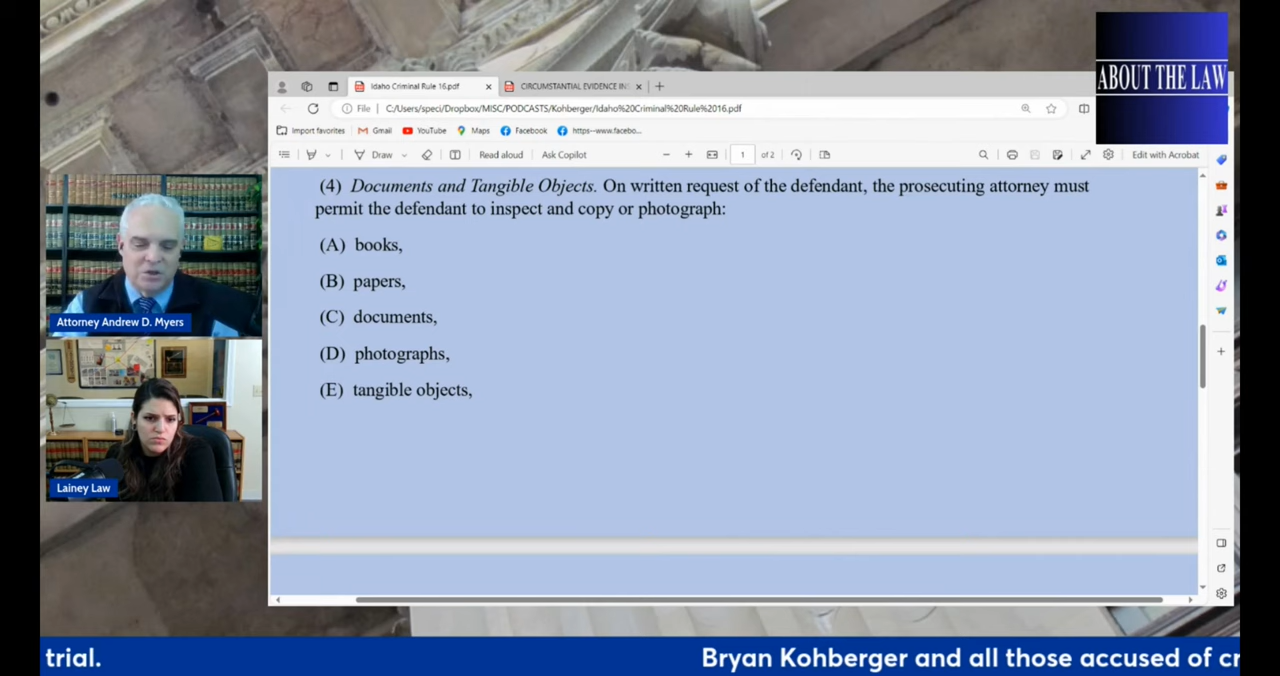 ABOUT THE LAW
Idaho Criminal Rule 16.pdf
CIRCUMSTANTIAL EVIDENCE IN
File
C:/Users/speci/Dropbox/MISC/PODCASTS/Kohberger/Idaho%20Criminal%20Rule%2016.pdf
Import favorites
Gmail
YouTube
Maps
Facebook
https--www.facebo...
Draw
Read aloud
Ask Copilot
1
of 2
Edit with Acrobat
(4) Documents and Tangible Objects. On written request of the defendant, the prosecuting attorney must
permit the defendant to inspect and copy or photograph:
(A) books,
(B) papers,
(C) documents,
(D) photographs,
(E) tangible objects,
Attorney Andrew D. Myers
Lainey Law
trial.
Bryan Kohberger and all those accused of cr